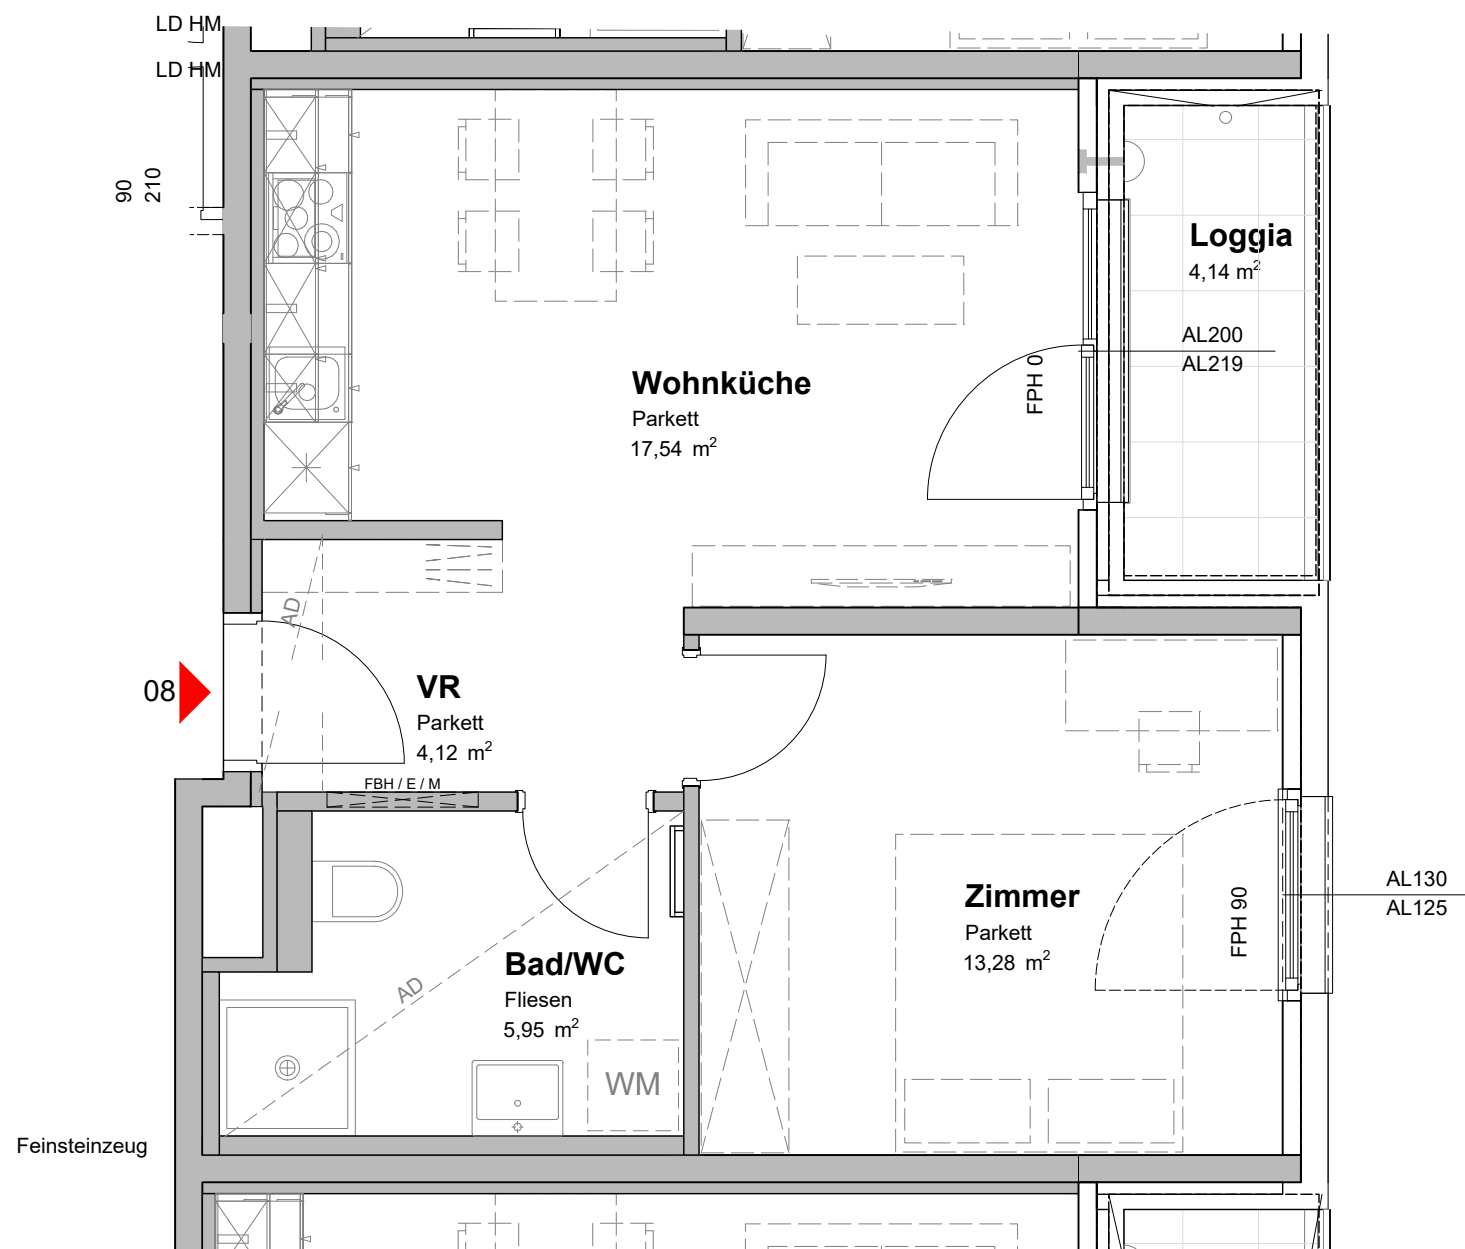 LD HM
LD HM
90
210
Loggia
4,14 m²
AL200
AL219
FPH 0
Wohnküche
Parkett
17,54 m²
AD
08
VR
Parkett
4,12 m²
FBH / E / M
Zimmer
Parkett
13,28 m²
FPH 90
AL130
AL125
Bad/WC
Fliesen
5,95 m²
AD
WM
Feinsteinzeug